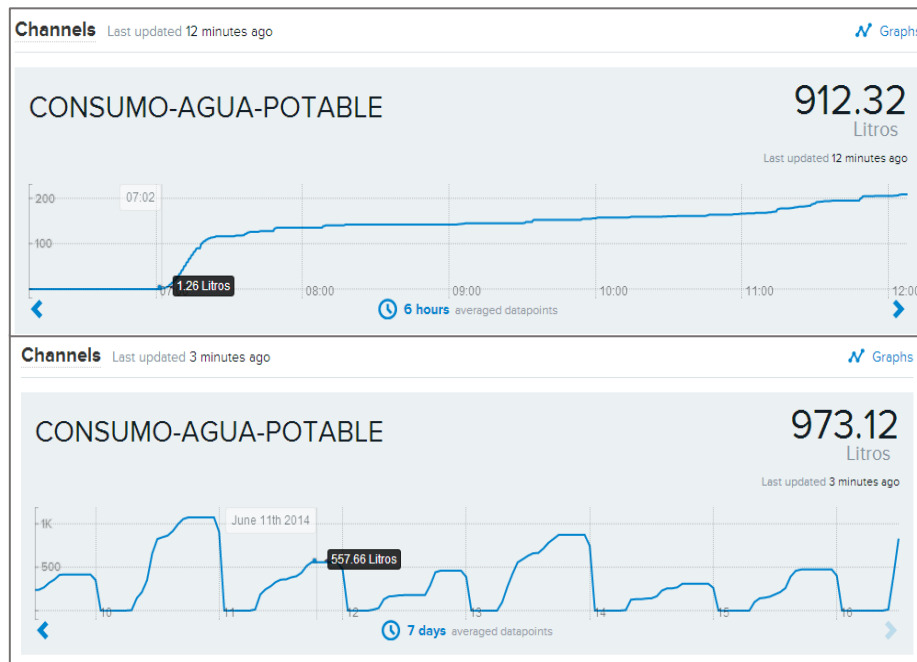 Channels Last updated 12 minutes ago Graphs
CONSUMO-AGUA-POTABLE
912.32
Litros
Last updated 12 minutes ago
200
07:02
100
1.26 Litros
08:00 09:00 10:00 11:00 12:00
6 hours averaged datapoints
Channels Last updated 3 minutes ago Graphs
CONSUMO-AGUA-POTABLE
973.12
Litros
Last updated 3 minutes ago
1K
June 11th 2014
557.66 Litros
500
10 11 12 13 14 15 16
7 days averaged datapoints